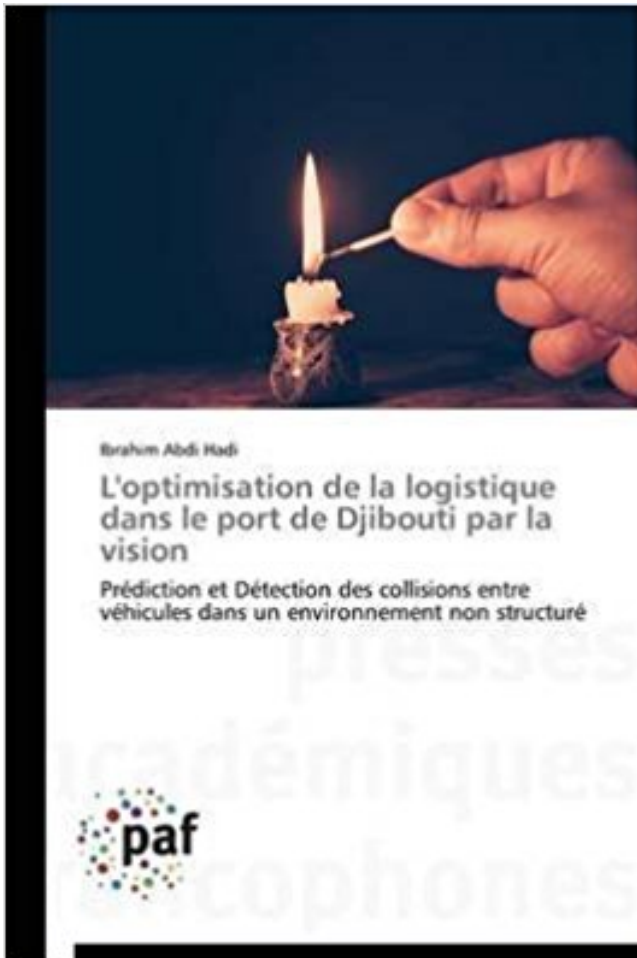 Ibrahim Abdi Hadi
L'optimisation de la logistique
dans le port de Djibouti par la
vision
Prédiction et Détection des collisions entre
véhicules dans un environnement non structuré
presses
académiques
francophones
paf